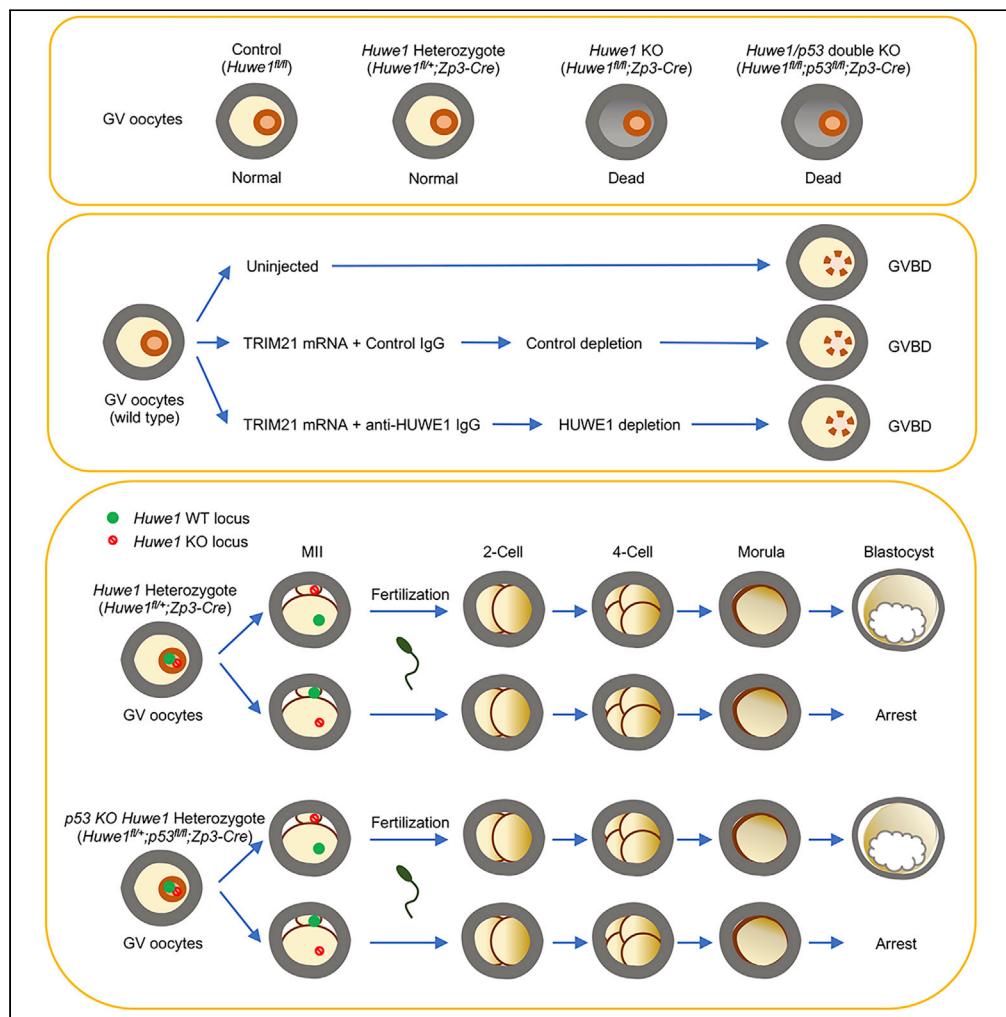 Control
(Huwe1fl/fl)
Huwe1 Heterozygote
(Huwe1fl/+;Zp3-Cre)
Huwe1 KO
(Huwe1fl/fl;Zp3-Cre)
Huwe1/p53 double KO
(Huwe1fl/fl;p53fl/fl;Zp3-Cre)
GV oocytes
Normal
Normal
Dead
Dead
Uninjected
GVBD
TRIM21 mRNA + Control IgG
Control depletion
GVBD
GV oocytes
(wild type)
TRIM21 mRNA + anti-HUWE1 IgG
HUWE1 depletion
GVBD
Huwe1 WT locus
Huwe1 KO locus
MII
2-Cell
4-Cell
Morula
Blastocyst
Huwe1 Heterozygote
(Huwe1fl/+;Zp3-Cre)
Fertilization
GV oocytes
Arrest
p53 KO Huwe1 Heterozygote
(Huwe1fl/+;p53fl/fl;Zp3-Cre)
Fertilization
GV oocytes
Arrest